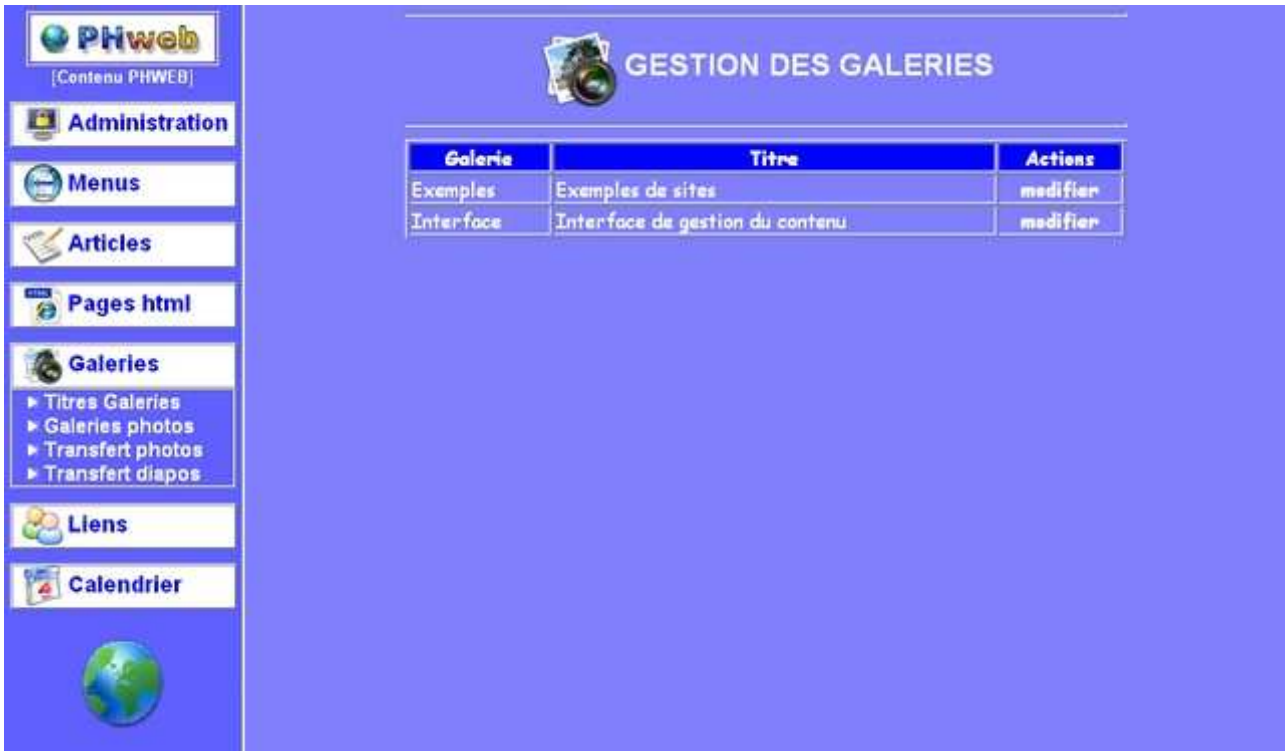 PHweb
[Contenu PHWEB]
Administration
Menus
Articles
Pages html
Galeries
Titres Galeries
Galeries photos
Transfert photos
Transfert diapos
Liens
Calendrier
GESTION DES GALERIES
Galerie Titre Actions
Exemples Exemples de sites modifier
Interface Interface de gestion du contenu modifier